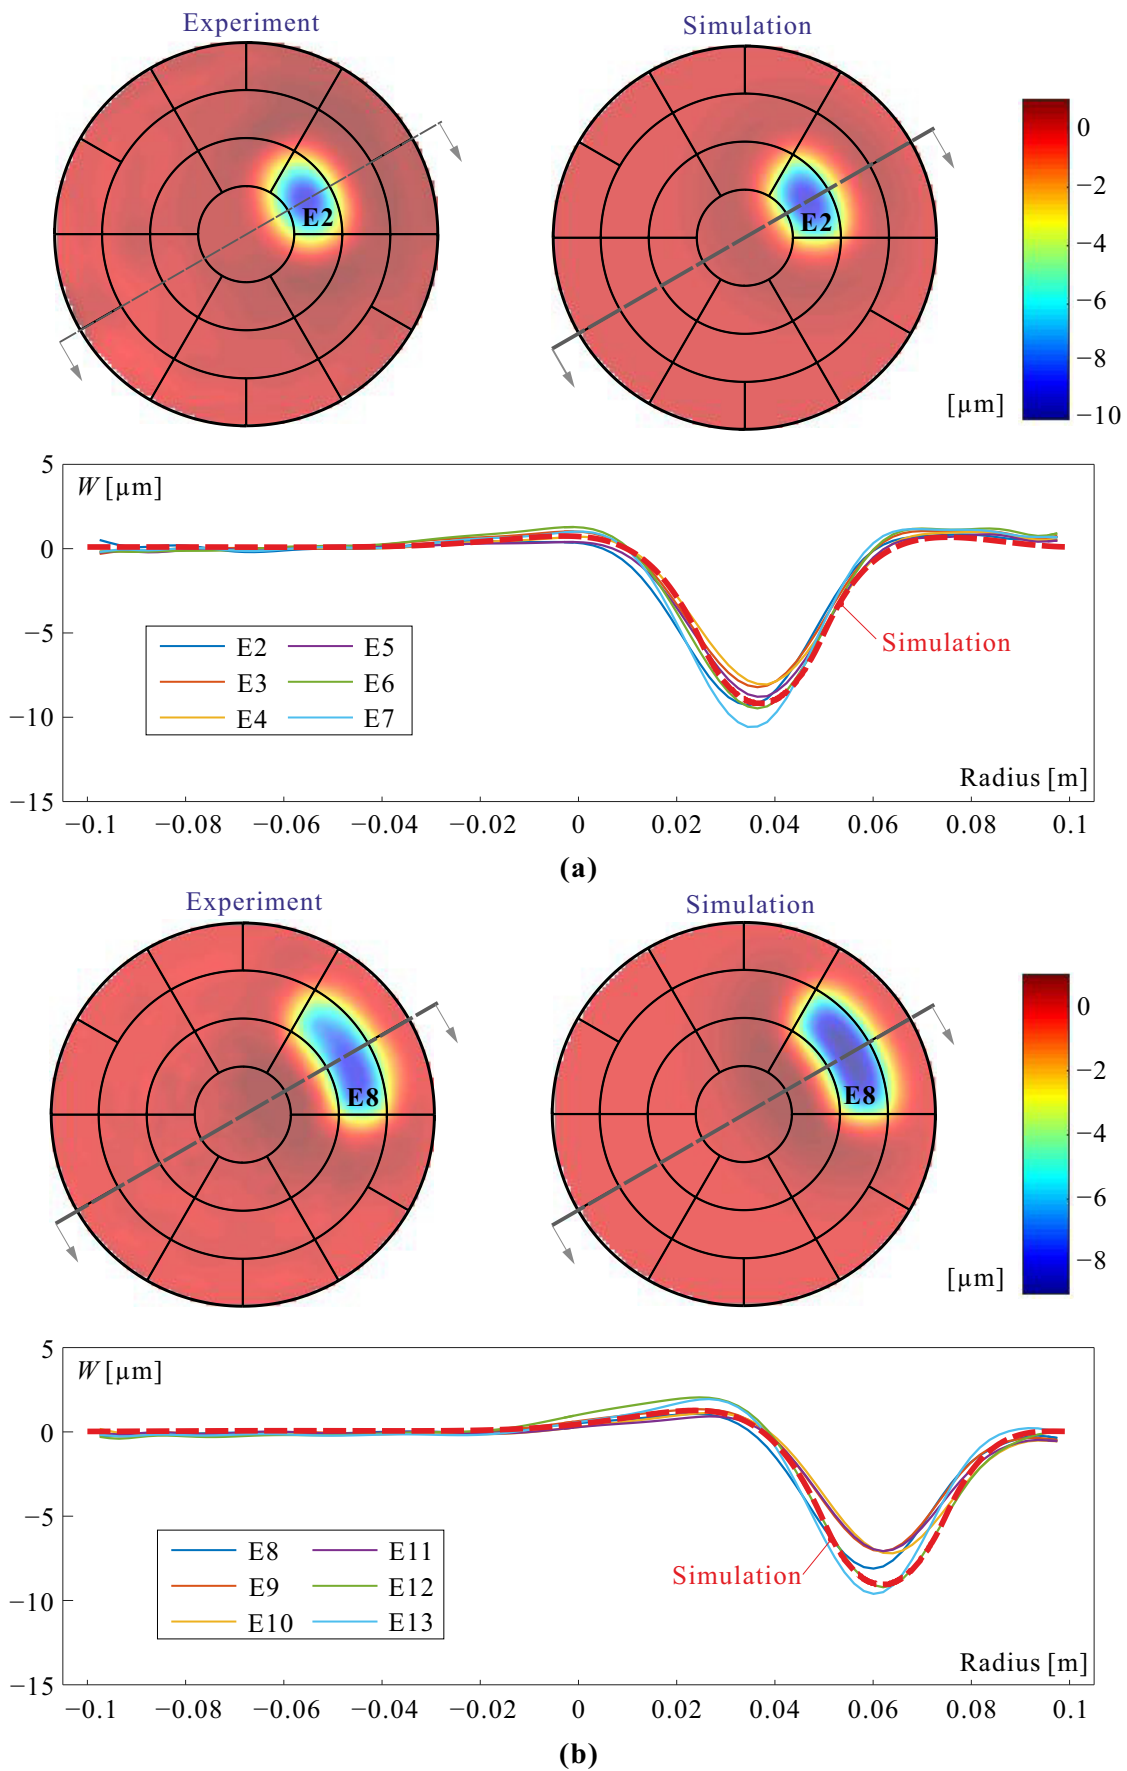 Experiment
Simulation
E2
E2
0
−2
−4
−6
−8
−10
[µm]
5
0
−5
−10
−15
W [µm]
E2
E3
E4
E5
E6
E7
Simulation
Radius [m]
−0.1 −0.08 −0.06 −0.04 −0.02 0 0.02 0.04 0.06 0.08 0.1
(a)
Experiment
Simulation
E8
E8
0
−2
−4
−6
−8
[µm]
5
0
−5
−10
−15
W [µm]
E8
E9
E10
E11
E12
E13
Simulation
Radius [m]
−0.1 −0.08 −0.06 −0.04 −0.02 0 0.02 0.04 0.06 0.08 0.1
(b)